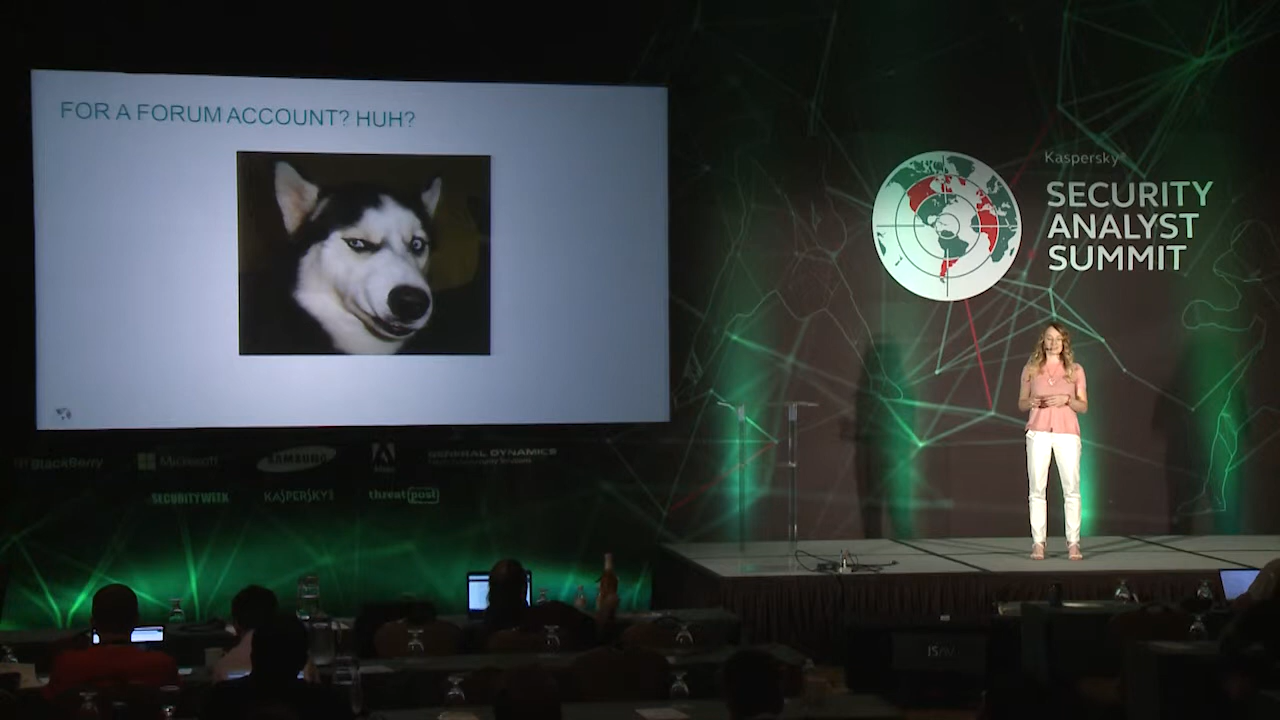 FOR A FORUM ACCOUNT? HUH?
Kaspersky
SECURITY
ANALYST
SUMMIT
BlackBerry
Microsoft
SAMSUNG
GENERAL DYNAMICS
SECURITYWEEK
KASPERSKY
threatpost